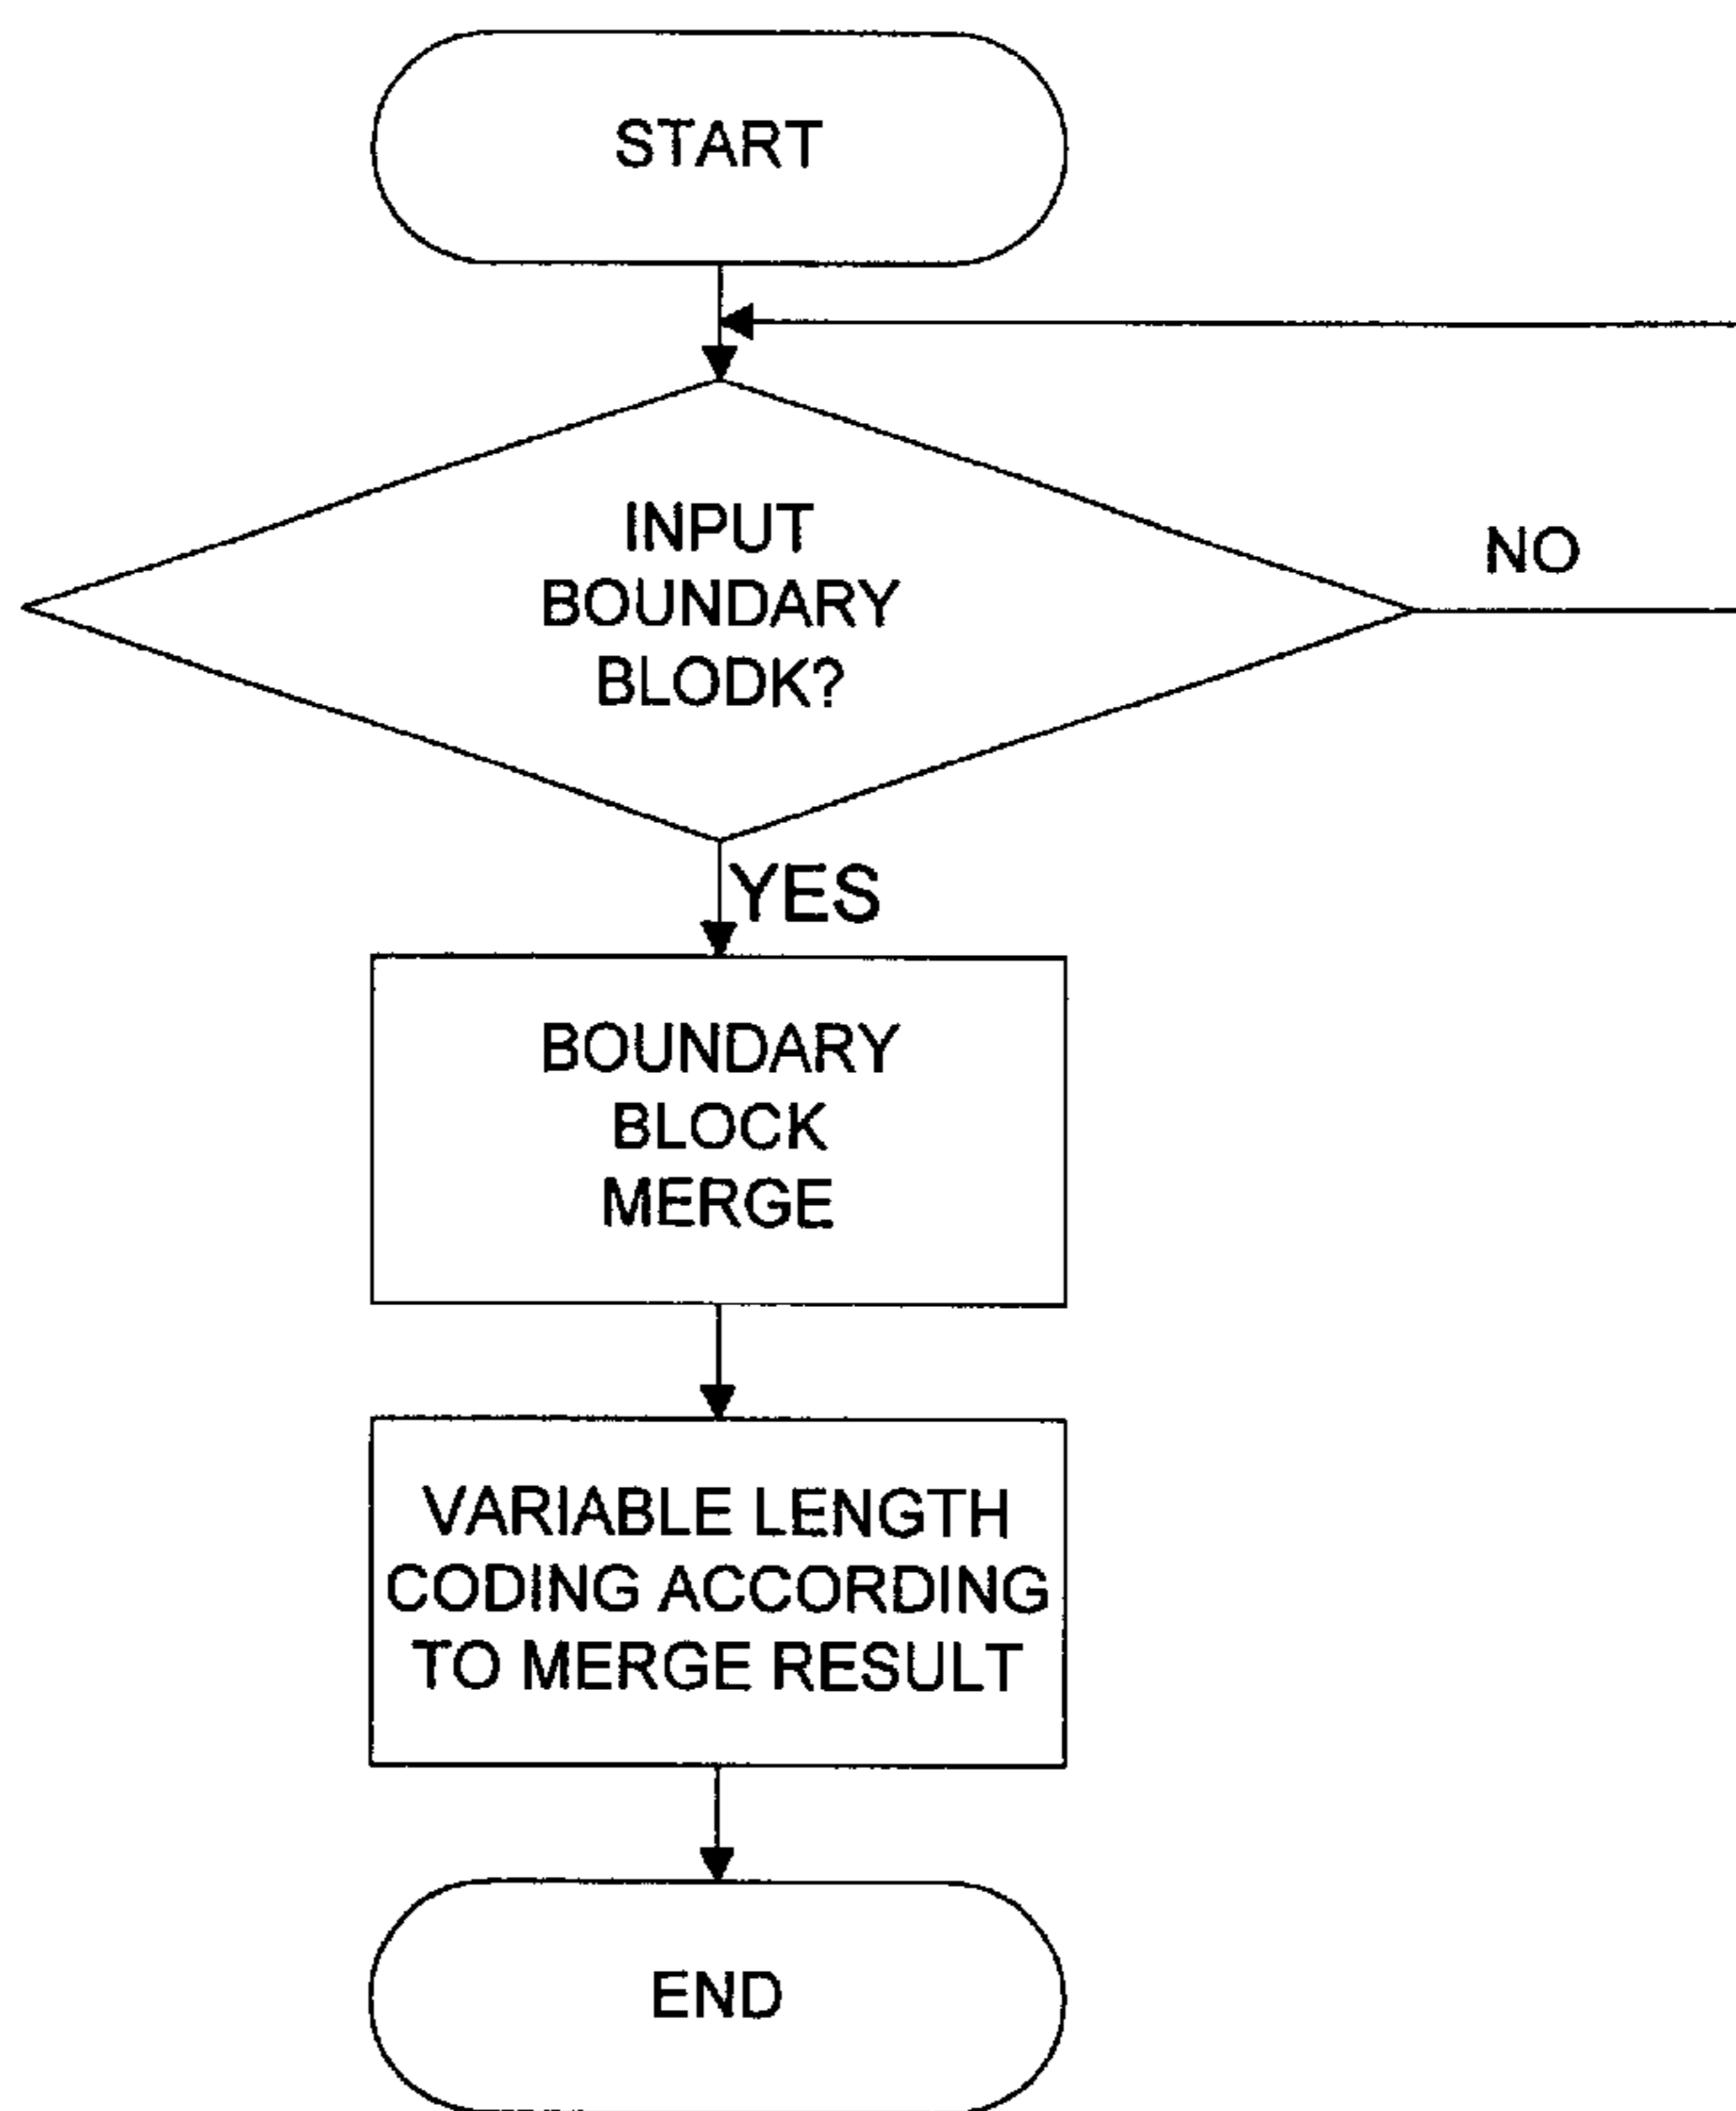 START
INPUT
BOUNDARY
BLODK?
NO
YES
BOUNDARY
BLOCK
MERGE
VARIABLE LENGTH
CODING ACCORDING
TO MERGE RESULT
END